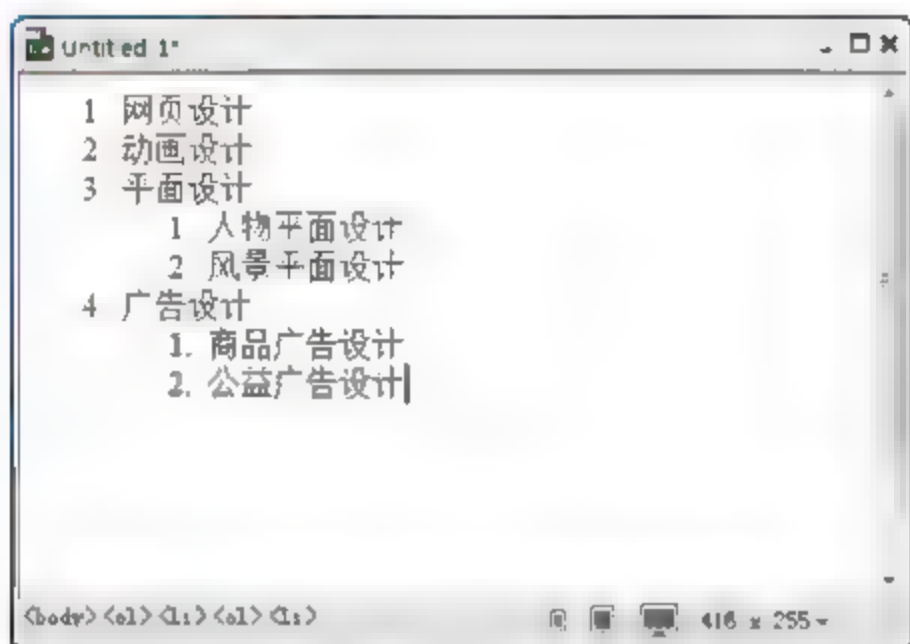 Untitled 1*
1 网页设计
2 动画设计
3 平面设计
1 人物平面设计
2 风景平面设计
4 广告设计
1. 商品广告设计
2. 公益广告设计
<body><ol><li><ol><li> 416 x 255